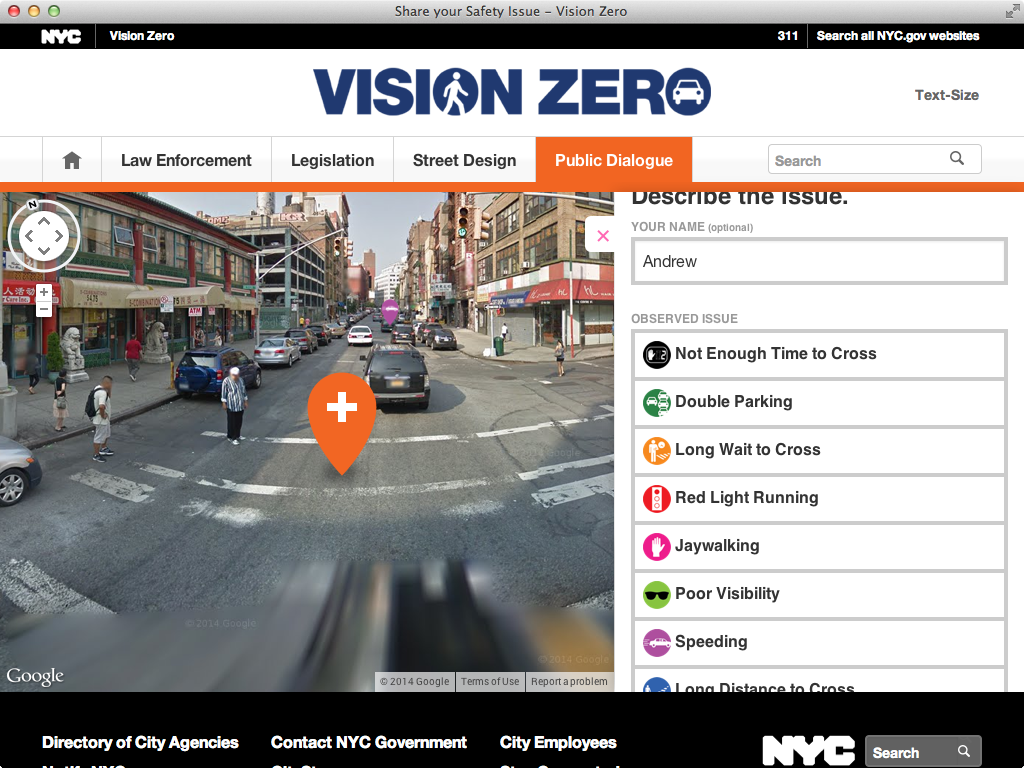 Share your Safety Issue – Vision Zero
NYC
Vision Zero
311
Search all NYC.gov websites
VISION ZERO
Text-Size
Law Enforcement
Legislation
Street Design
Public Dialogue
Search
N
Describe the Issue.
YOUR NAME (optional)
Andrew
OBSERVED ISSUE
Not Enough Time to Cross
Double Parking
Long Wait to Cross
Red Light Running
Jaywalking
Poor Visibility
Speeding
Long Distance to Cross
ATM
© 2014 Google
© 2014 Google
Google
© 2014 Google
Terms of Use
Report a problem
Directory of City Agencies
Contact NYC Government
City Employees
NYC
Search
Notify NYC